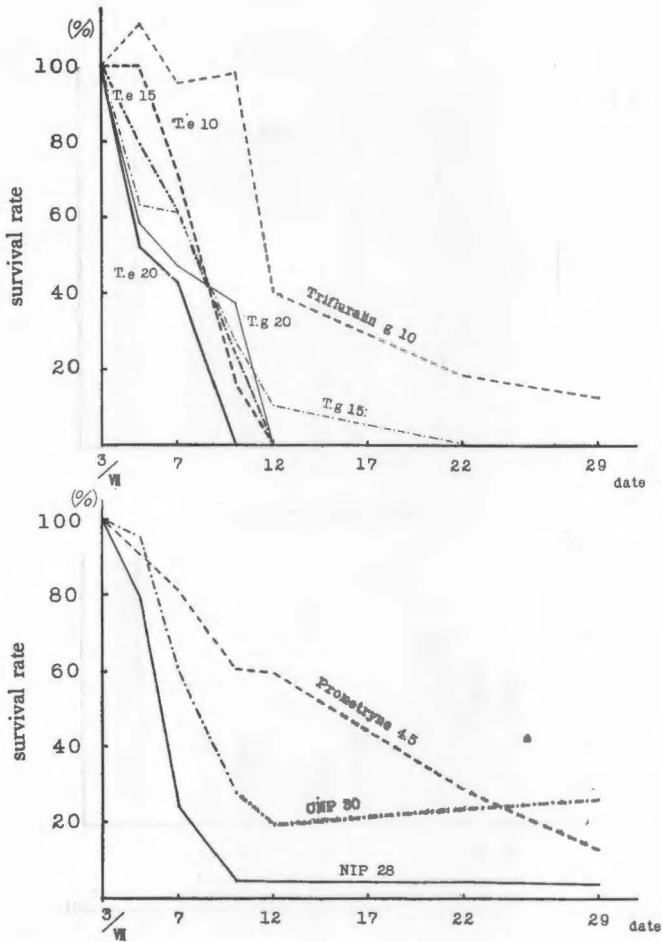 (%)
100
T.e 15
T.e 10
80
60
survival rate
T.e 20
40
T.g 20
Trifluralin g 10
20
T.g 15
3 7 12 17 22 29
/VII
date
(%)
100
80
60
survival rate
Prometryne 45
40
CNP 30
20
NIP 28
3 7 12 17 22 29
/VII
date